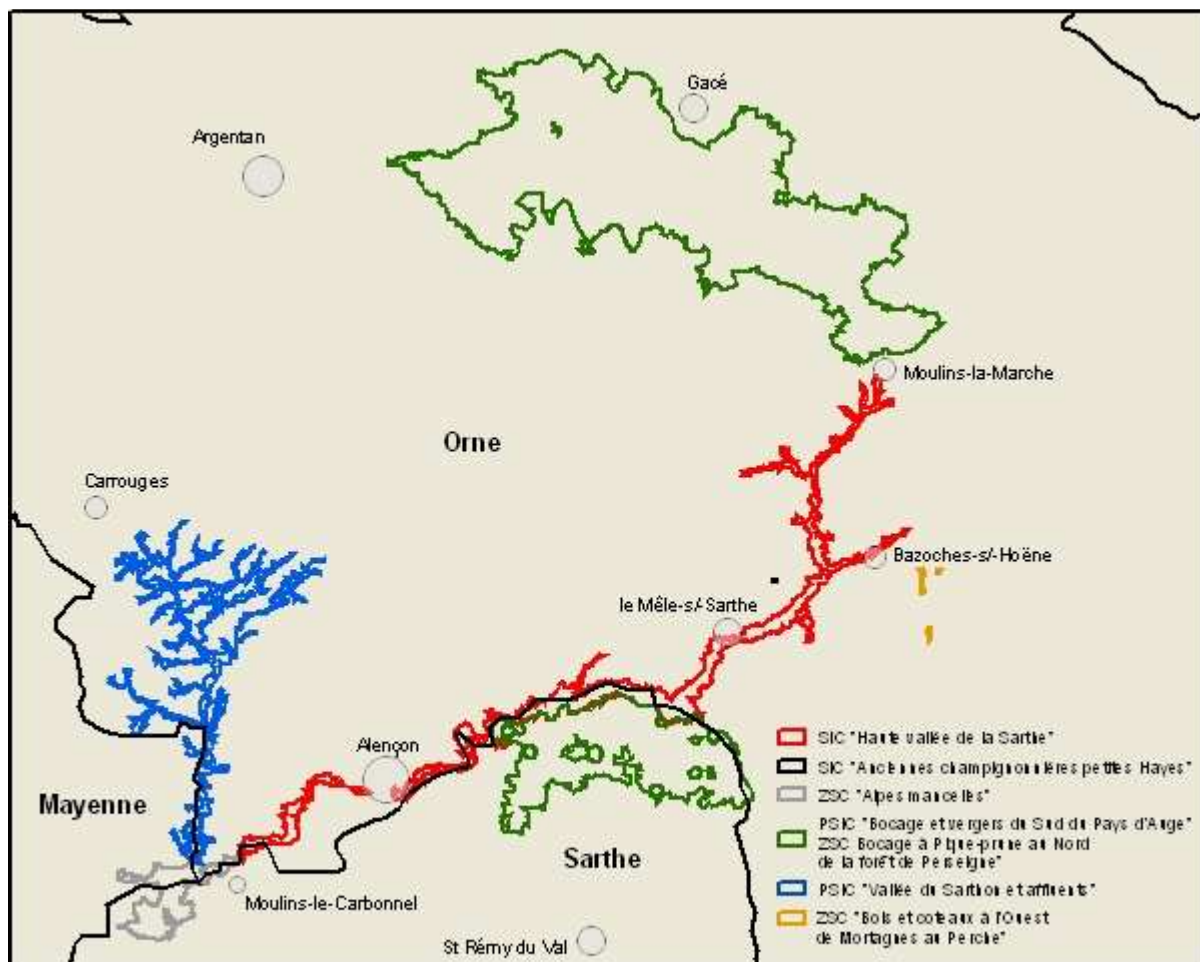 Gacé
Argentan
Moulins-la-Marche
Orne
Carrouges
Bazoches-s/-Hoëne
le Mêle-s/-Sarthe
Alençon
Mayenne
Sarthe
Moulins-le-Carbonnel
St Rémy du Val
SIC "Haute vallée de la Sarthe"
SIC "Anciennes champignonnières petites Hayes"
ZSC "Alpes mancelles"
PSIC "Bocage et vergers du Sud du Pays d'Auge"
ZSC Bocage à Pique-prune au Nord
de la forêt de Perseigne"
PSIC "Vallée du Sarthon et affluents"
ZSC "Bois et coteaux à l'Ouest
de Mortagnes au Perche"